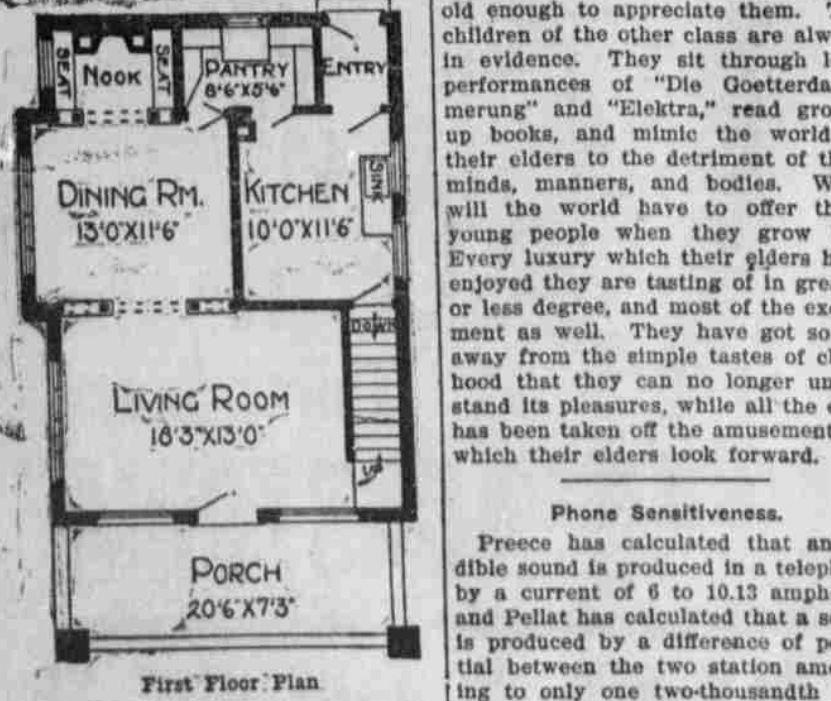 SEAT
NOOK
SEAT
PANTRY
8'6"X5'6"
ENTRY
DINING RM.
13'0"X11'6"
KITCHEN
10'0"X11'6"
SINK
DOWN
LIVING ROOM
18'3"X13'0"
UP
PORCH
20'6"X7'3"
First Floor Plan
old enough to appreciate them.
children of the other class are alw
in evidence. They sit through l
performances of "Die Goetterda
merung" and "Elektra," read gro
up books, and mimic the world
their elders to the detriment of th
minds, manners, and bodies. W
will the world have to offer th
young people when they grow
Every luxury which their elders h
enjoyed they are tasting of in grea
or less degree, and most of the exc
ment as well. They have got so
away from the simple tastes of ch
hood that they can no longer un
stand its pleasures, while all the
has been taken off the amusement
which their elders look forward.
Phone Sensitiveness.
Preece has calculated that an
dible sound is produced in a teleph
by a current of 6 to 10.13 amph
and Pellat has calculated that a so
is produced by a difference of po
tial between the two station amo
ing to only one two-thousandth